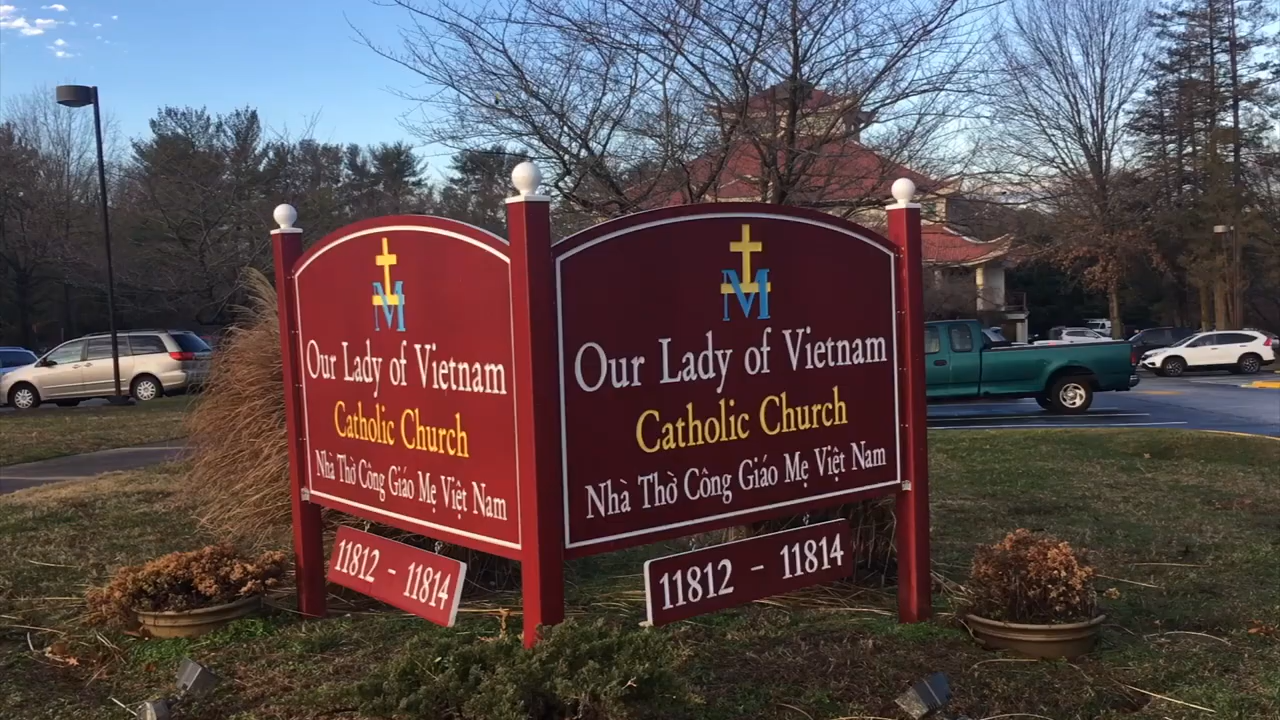 M
Our Lady of Vietnam
Catholic Church
Nhà Thờ Công Giáo Mẹ Việt Nam
11812 - 11814
M
Our Lady of Vietnam
Catholic Church
Nhà Thờ Công Giáo Mẹ Việt Nam
11812 - 11814